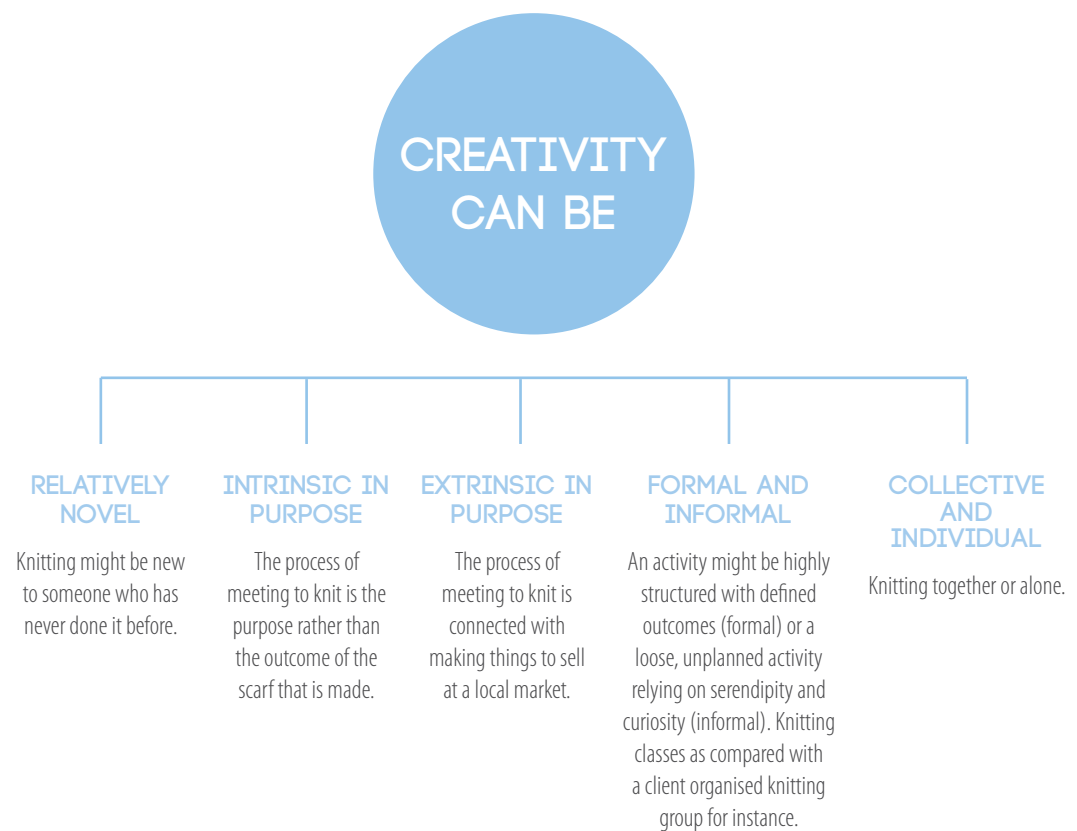 CREATIVITY
CAN BE
RELATIVELY
NOVEL
Knitting might be new
to someone who has
never done it before.
INTRINSIC IN
PURPOSE
The process of
meeting to knit is the
purpose rather than
the outcome of the
scarf that is made.
EXTRINSIC IN
PURPOSE
The process of
meeting to knit is
connected with
making things to sell
at a local market.
FORMAL AND
INFORMAL
An activity might be highly
structured with defined
outcomes (formal) or a
loose, unplanned activity
relying on serendipity and
curiosity (informal). Knitting
classes as compared with
a client organised knitting
group for instance.
COLLECTIVE
AND
INDIVIDUAL
Knitting together or alone.